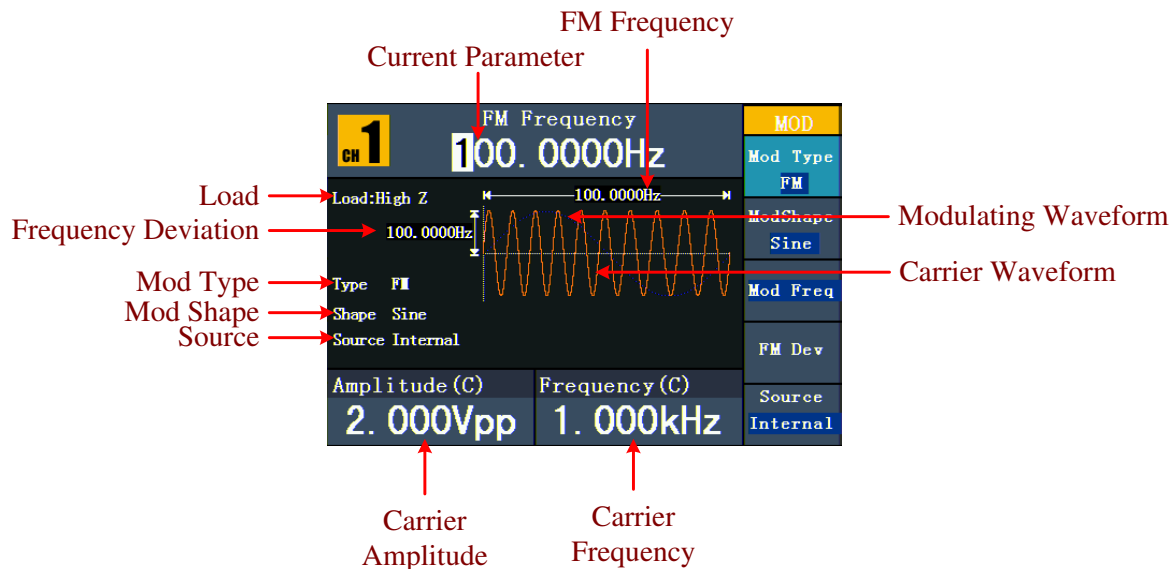 FM Frequency
Current Parameter
CH 1
FM Frequency
100.0000Hz
MOD
Mod Type
FM
ModShape
Sine
Mod Freq
FM Dev
Source
Internal
Load
Load:High Z
100.0000Hz
Frequency Deviation
100.0000Hz
Modulating Waveform
Carrier Waveform
Mod Type
Type FM
Mod Shape
Shape Sine
Source
Source Internal
Amplitude(C)
2.000Vpp
Frequency(C)
1.000kHz
Carrier
Amplitude
Carrier
Frequency